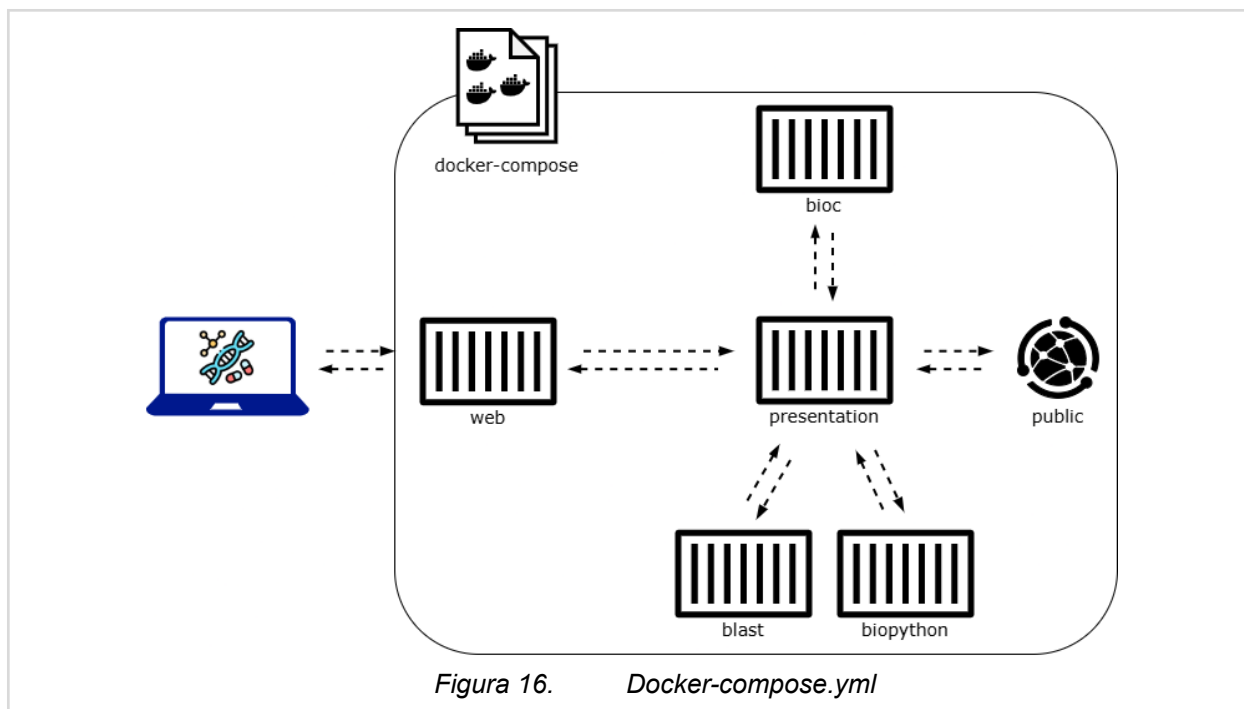 docker-compose
bioc
web
presentation
public
blast
biopython
Figura 16. Docker-compose.yml